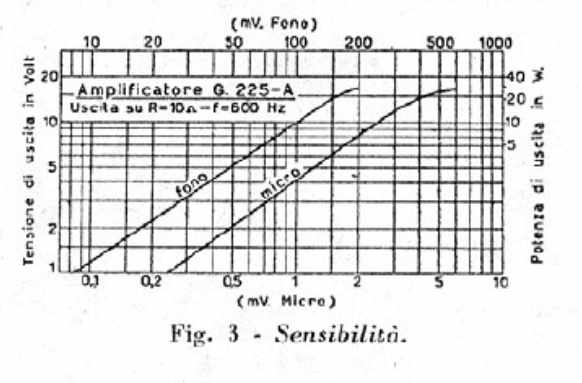 (mV. Fono)
10 20 50 100 200 500 1000
Tensione di uscita in Volt
20
10
5
2
1
Amplificatore G. 225-A
Uscita su R=10Ω—f=600 Hz
fono
micro
40
20
10
5
Potenza di uscita in W.
0,1 0,2 0,5 1 2 5 10
(mV. Micro)
Fig. 3 - Sensibilità.